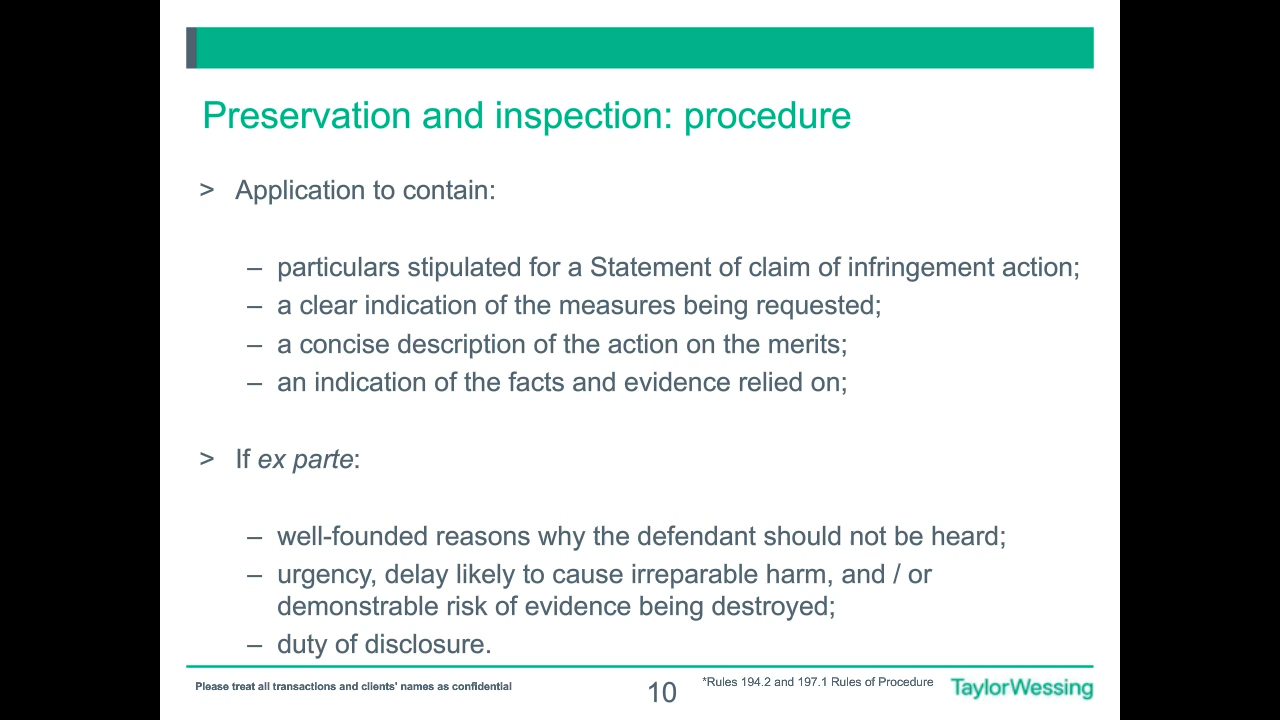 Preservation and inspection: procedure
> Application to contain:
– particulars stipulated for a Statement of claim of infringement action;
– a clear indication of the measures being requested;
– a concise description of the action on the merits;
– an indication of the facts and evidence relied on;
> If ex parte:
– well-founded reasons why the defendant should not be heard;
– urgency, delay likely to cause irreparable harm, and / or
demonstrable risk of evidence being destroyed;
– duty of disclosure.
Please treat all transactions and clients' names as confidential
10
*Rules 194.2 and 197.1 Rules of Procedure
TaylorWessing